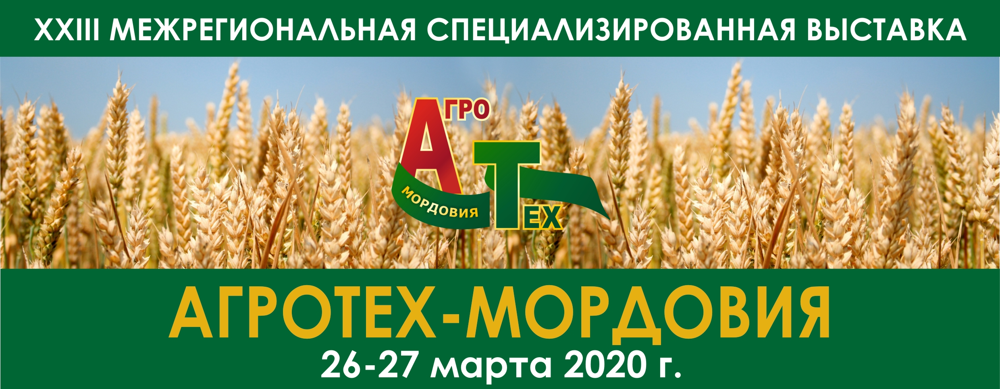 XXIII МЕЖРЕГИОНАЛЬНАЯ СПЕЦИАЛИЗИРОВАННАЯ ВЫСТАВКА
АГРО
ТЕХ
МОРДОВИЯ
АГРОТЕХ-МОРДОВИЯ
26-27 марта 2020 г.